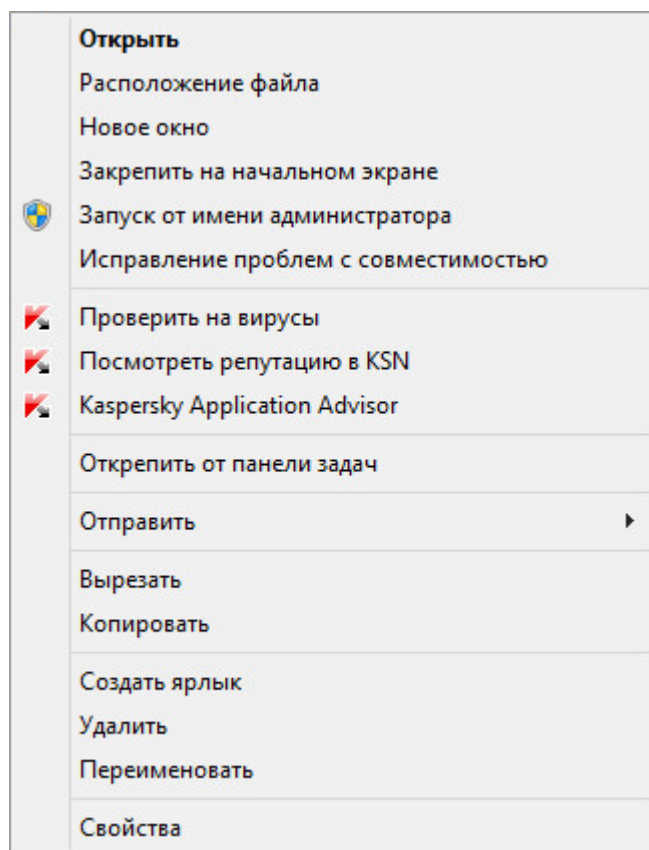 Открыть
Расположение файла
Новое окно
Закрепить на начальном экране
Запуск от имени администратора
Исправление проблем с совместимостью
Проверить на вирусы
Посмотреть репутацию в KSN
Kaspersky Application Advisor
Открепить от панели задач
Отправить
Вырезать
Копировать
Создать ярлык
Удалить
Переименовать
Свойства